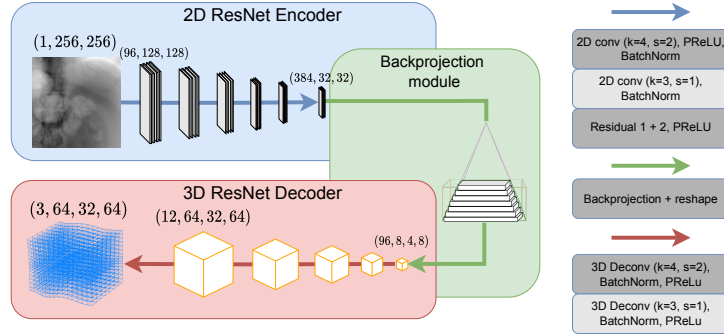 2D ResNet Encoder
(1, 256, 256)
(96, 128, 128)
(384, 32, 32)
Backprojection
module
3D ResNet Decoder
(3, 64, 32, 64)
(12, 64, 32, 64)
(96, 8, 4, 8)
2D conv (k=4, s=2), PReLU,
BatchNorm
2D conv (k=3, s=1),
BatchNorm
Residual 1 + 2, PReLU
Backprojection + reshape
3D Deconv (k=4, s=2),
BatchNorm, PReLu
3D Deconv (k=3, s=1),
BatchNorm, PReLu